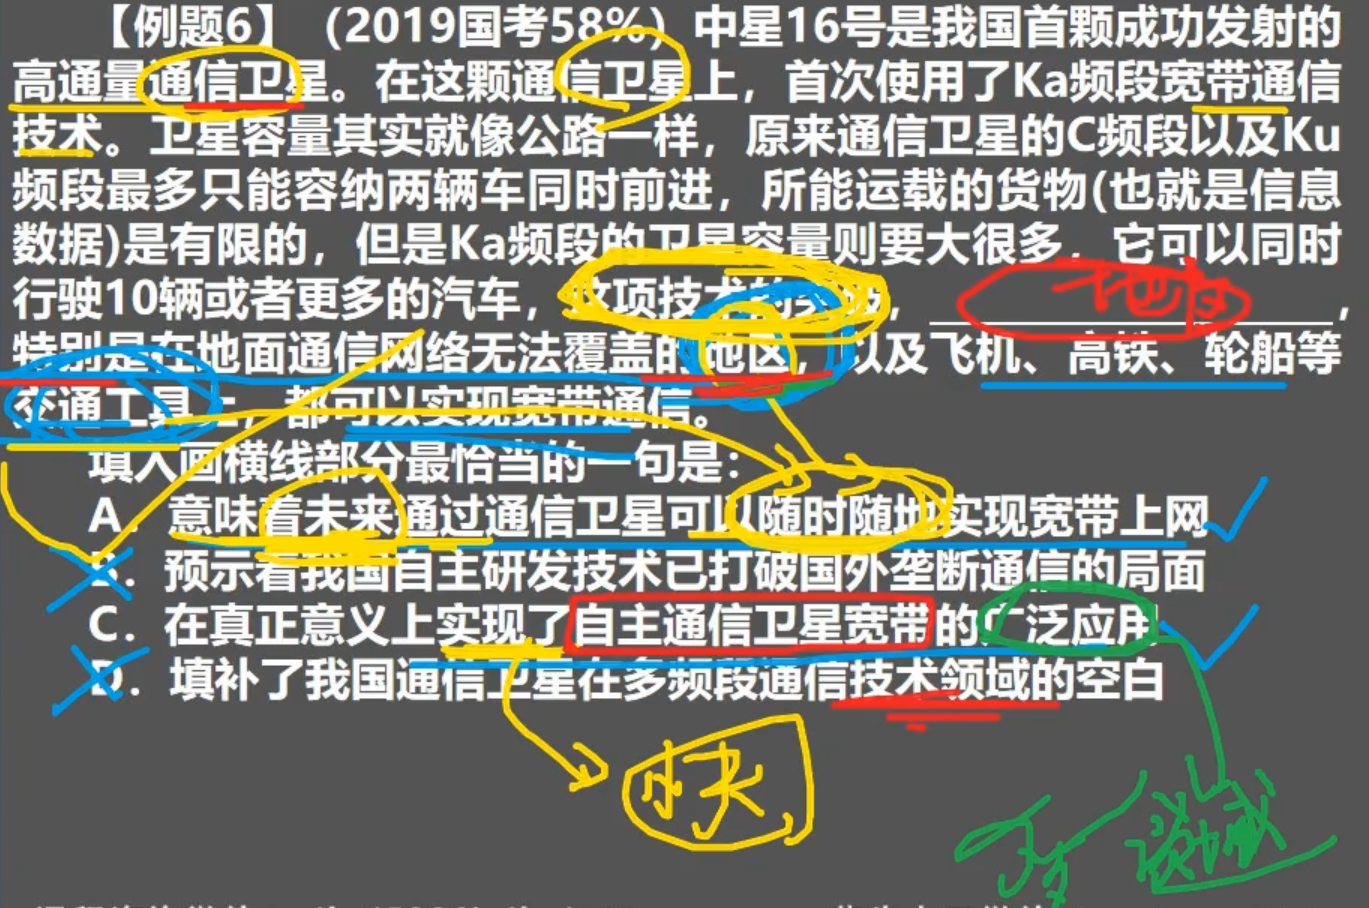 【例题6】（2019国考58%）中星16号是我国首颗成功发射的
高通量通信卫星。在这颗通信卫星上，首次使用了Ka频段宽带通信
技术。卫星容量其实就像公路一样，原来通信卫星的C频段以及Ku
频段最多只能容纳两辆车同时前进，所能运载的货物(也就是信息
数据)是有限的，但是Ka频段的卫星容量则要大很多，它可以同时
行驶10辆或者更多的汽车，这项技术的，
特别是在地面通信网络无法覆盖的地区，以及飞机、高铁、轮船等
交通工具上，都可以实现宽带通信。
填入画横线部分最恰当的一句是：
A．意味着未来通过通信卫星可以随时随地实现宽带上网
B．预示着我国自主研发技术已打破国外垄断通信的局面
C．在真正意义上实现了自主通信卫星宽带的广泛应用
D．填补了我国通信卫星在多频段通信技术领域的空白
快